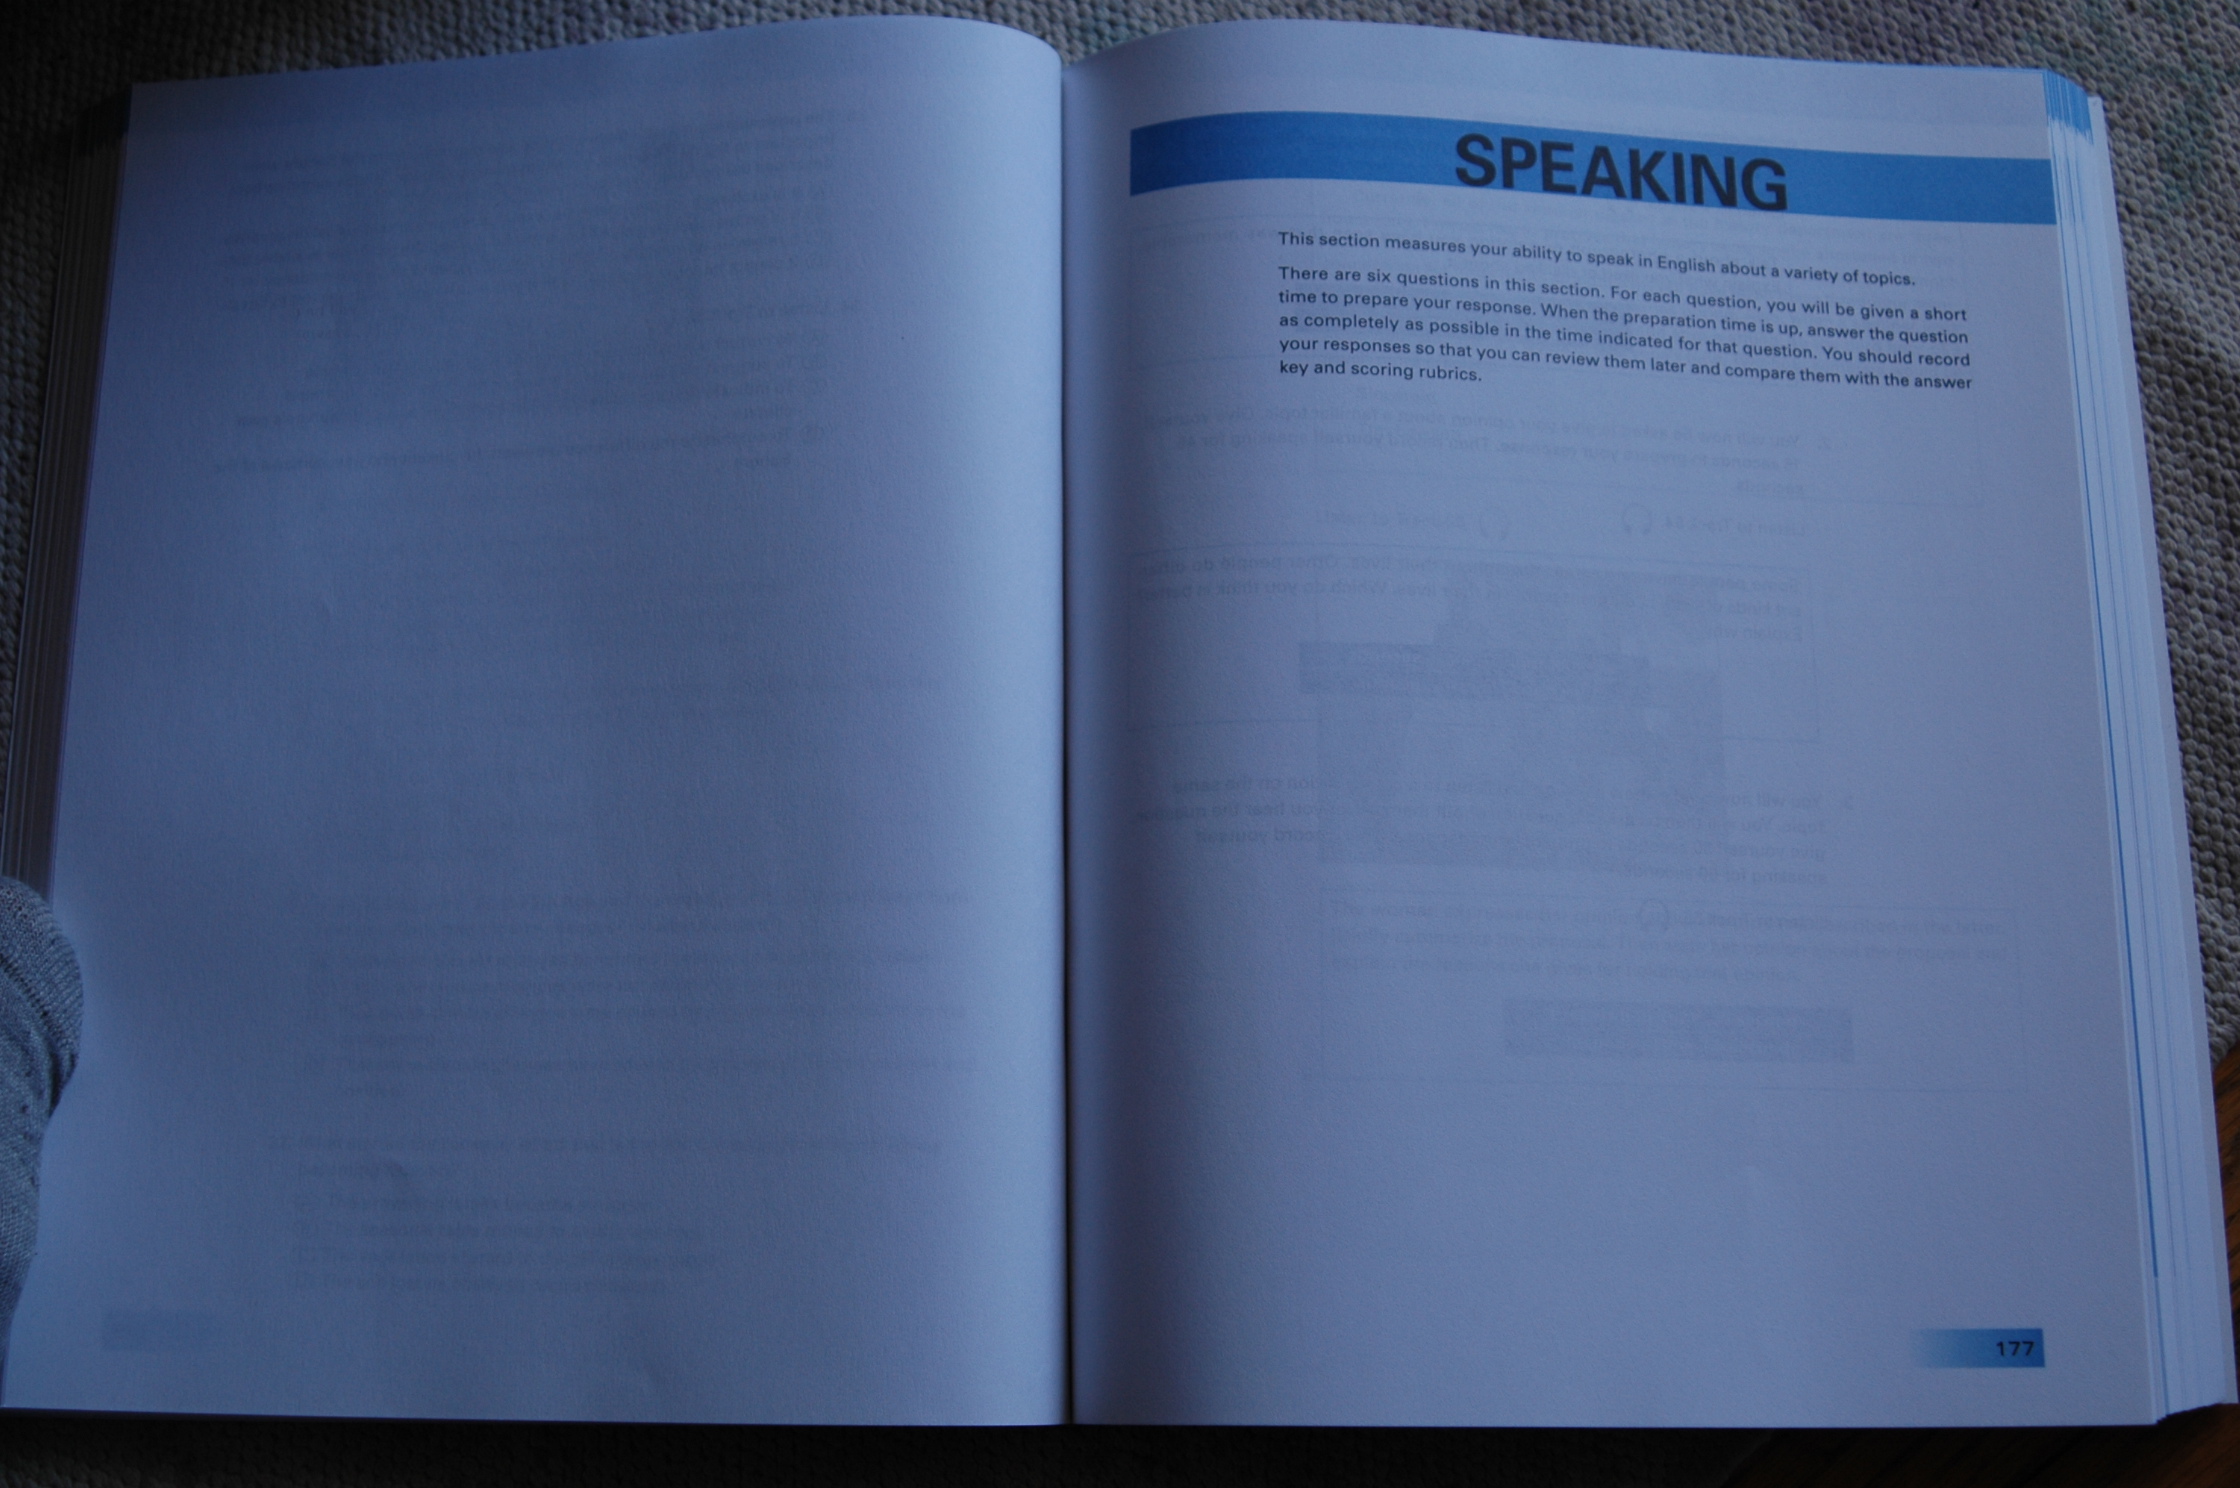 SPEAKING
This section measures your ability to speak in English about a variety of topics.
There are six questions in this section. For each question, you will be given a short
time to prepare your response. When the preparation time is up, answer the question
as completely as possible in the time indicated for that question. You should record
your responses so that you can review them later and compare them with the answer
key and scoring rubrics.
177